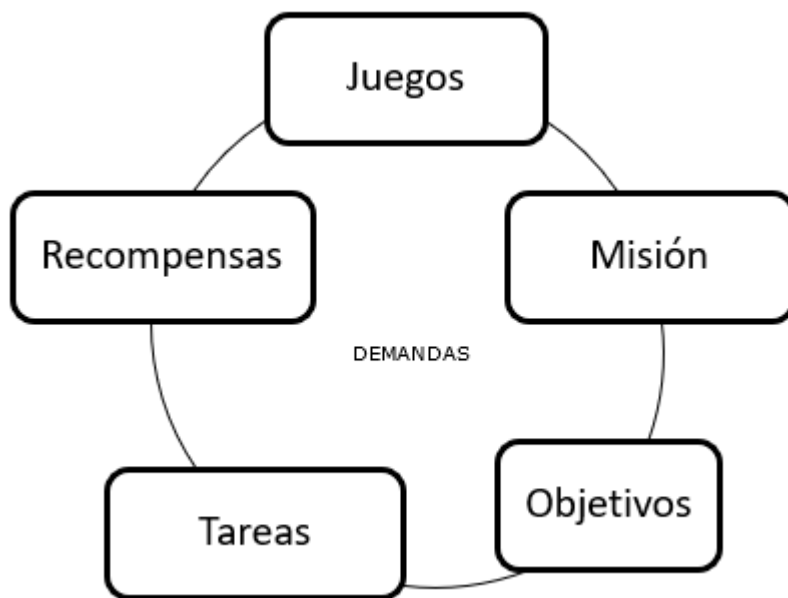 Juegos
Recompensas
Misión
DEMANDAS
Tareas
Objetivos